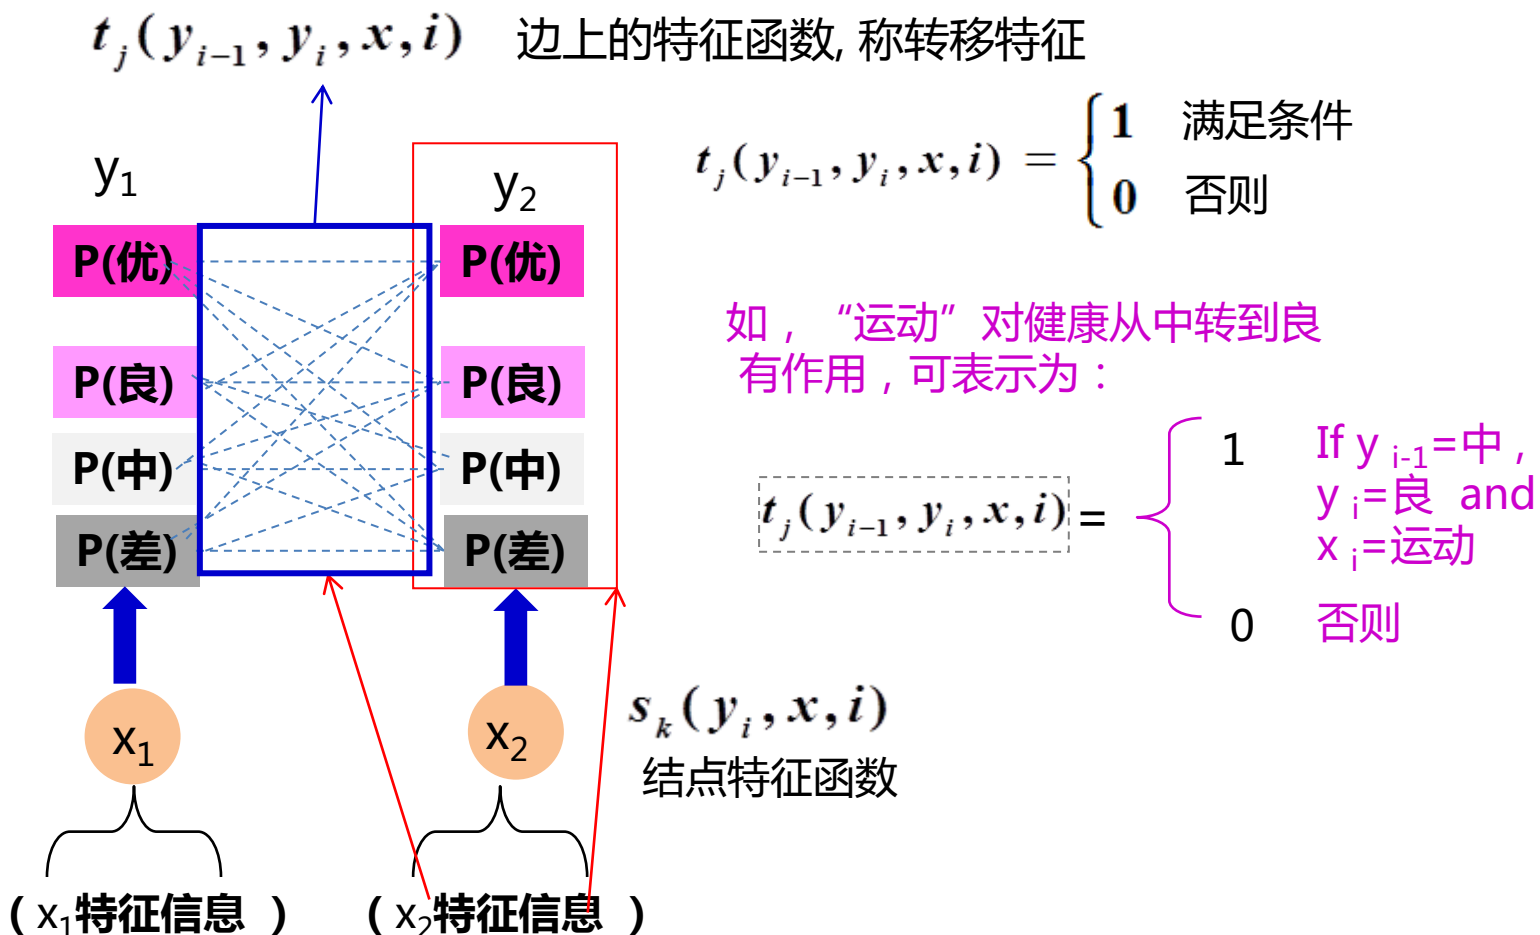 t_j(y_{i-1}, y_i, x, i) 边上的特征函数, 称转移特征
t_j(y_{i-1}, y_i, x, i) = { 1 满足条件
0 否则
y₁
y₂
P(优)
P(优)
P(良)
P(良)
P(中)
P(中)
P(差)
P(差)
如，“运动”对健康从中转到良
有作用，可表示为：
t_j(y_{i-1}, y_i, x, i) = {
1 If y _{i-1}=中，
y _i=良 and
x _i=运动
0 否则
x₁
x₂
s_k(y_i, x, i)
结点特征函数
（x₁特征信息 ）
（x₂特征信息 ）